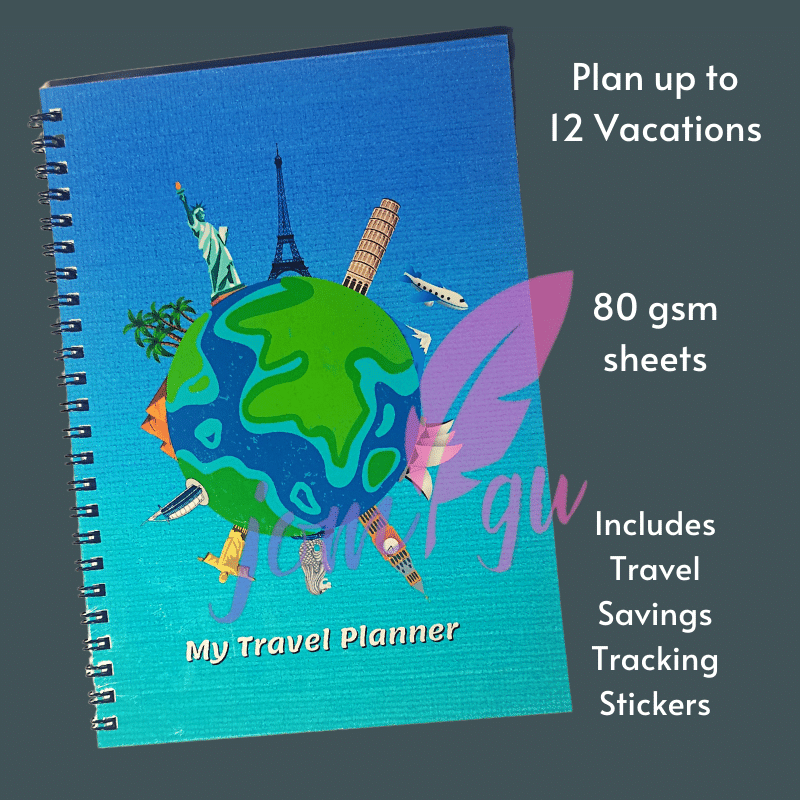 Plan up to
12 Vacations
80 gsm
sheets
Includes
Travel
Savings
Tracking
Stickers
My Travel Planner